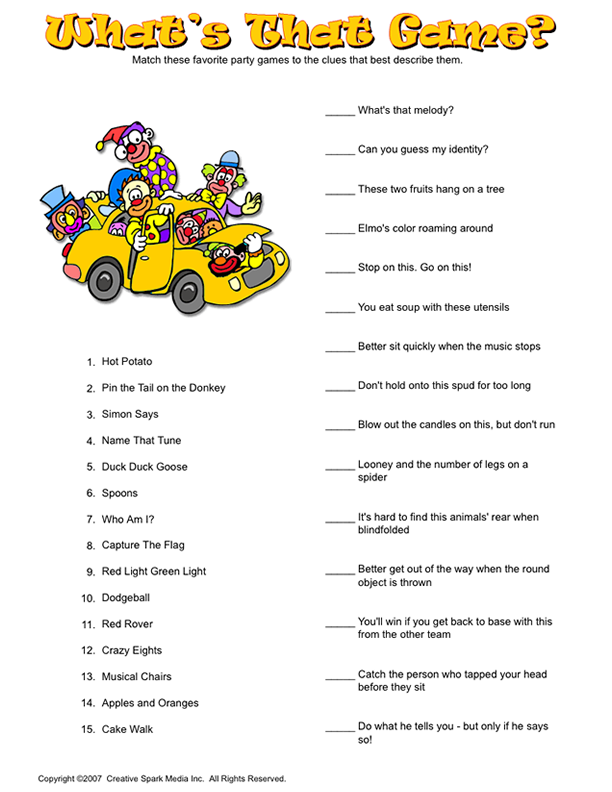 What's That Game?
Match these favorite party games to the clues that best describe them.
1. Hot Potato
2. Pin the Tail on the Donkey
3. Simon Says
4. Name That Tune
5. Duck Duck Goose
6. Spoons
7. Who Am I?
8. Capture The Flag
9. Red Light Green Light
10. Dodgeball
11. Red Rover
12. Crazy Eights
13. Musical Chairs
14. Apples and Oranges
15. Cake Walk
_____ What's that melody?
_____ Can you guess my identity?
_____ These two fruits hang on a tree
_____ Elmo's color roaming around
_____ Stop on this. Go on this!
_____ You eat soup with these utensils
_____ Better sit quickly when the music stops
_____ Don't hold onto this spud for too long
_____ Blow out the candles on this, but don't run
_____ Looney and the number of legs on a
spider
_____ It's hard to find this animals' rear when
blindfolded
_____ Better get out of the way when the round
object is thrown
_____ You'll win if you get back to base with this
from the other team
_____ Catch the person who tapped your head
before they sit
_____ Do what he tells you - but only if he says
so!
Copyright ©2007 Creative Spark Media Inc. All Rights Reserved.